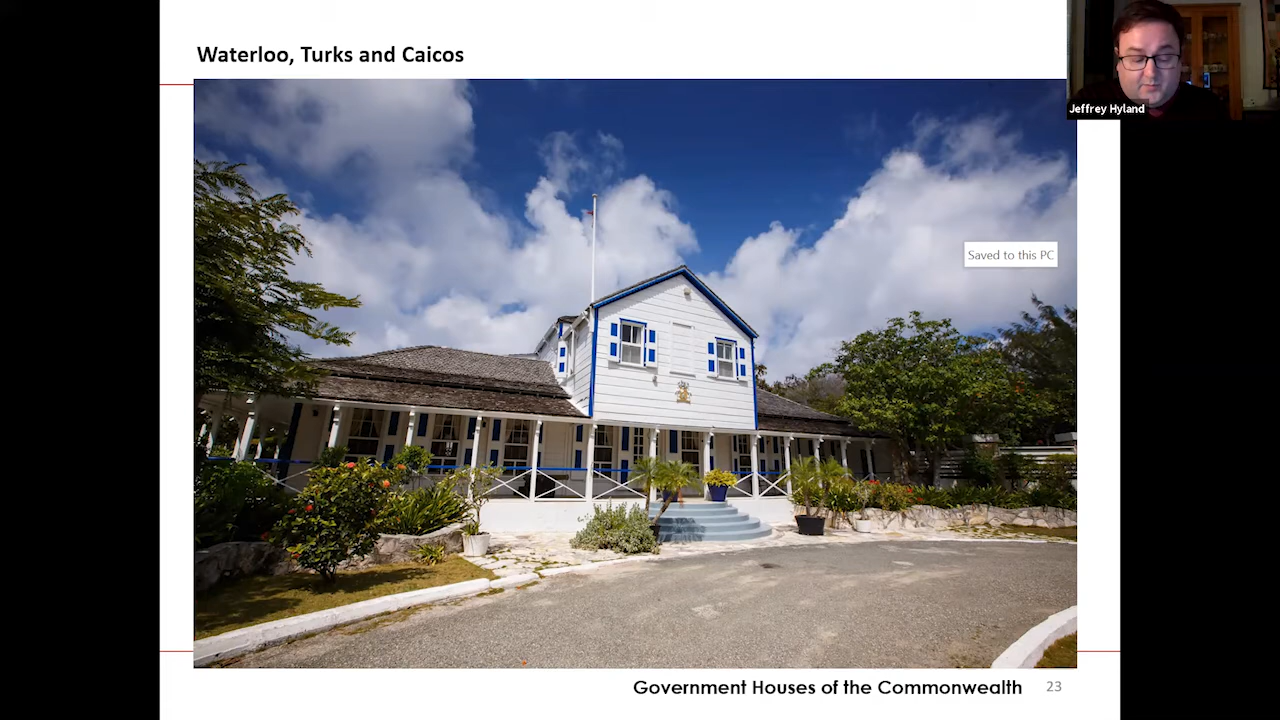 Waterloo, Turks and Caicos
Jeffrey Hyland
Saved to this PC
Government Houses of the Commonwealth
23